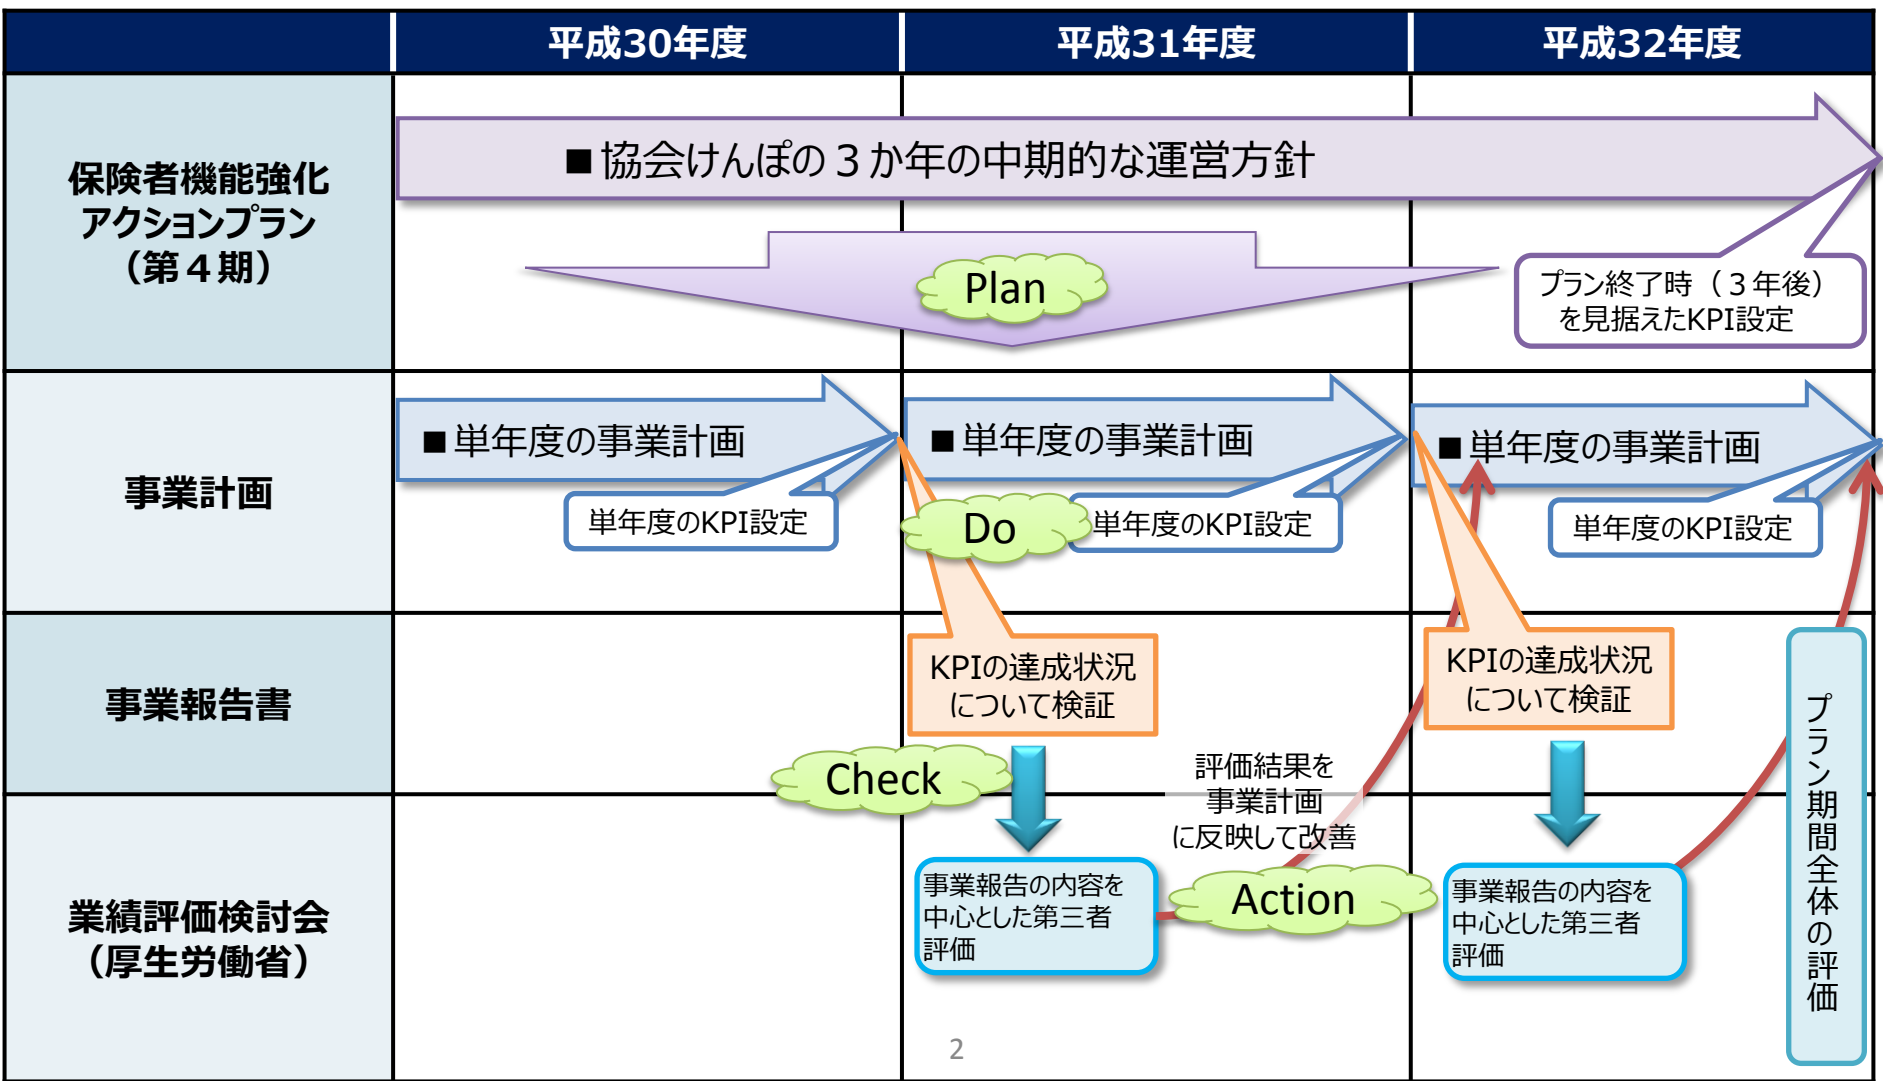 平成30年度
平成31年度
平成32年度
保険者機能強化
アクションプラン
（第４期）
■協会けんぽの３か年の中期的な運営方針
Plan
プラン終了時（３年後）
を見据えたKPI設定
事業計画
■単年度の事業計画
■単年度の事業計画
■単年度の事業計画
単年度のKPI設定
Do
単年度のKPI設定
単年度のKPI設定
事業報告書
KPIの達成状況
について検証
KPIの達成状況
について検証
Check
評価結果を
事業計画
に反映して改善
プラン期間全体の評価
業績評価検討会
（厚生労働省）
事業報告の内容を
中心とした第三者
評価
Action
事業報告の内容を
中心とした第三者
評価
2